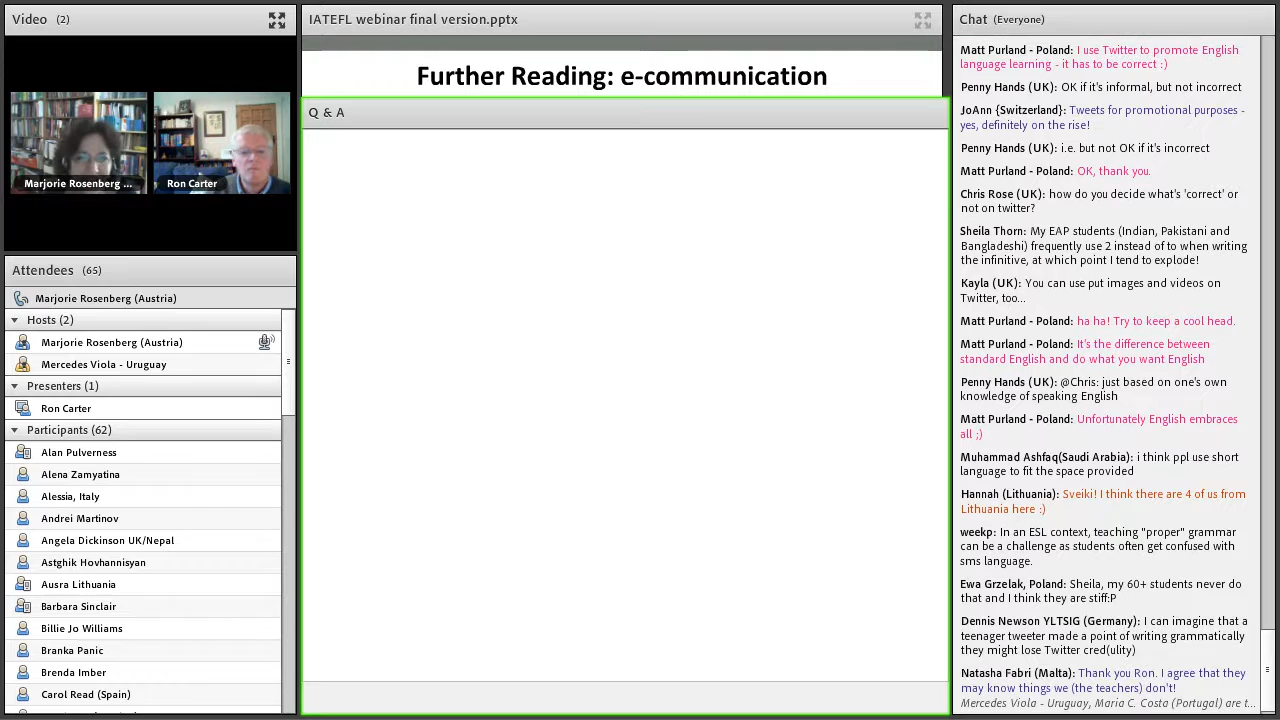 Video (2)
Marjorie Rosenberg ...
Ron Carter
Attendees (65)
Marjorie Rosenberg (Austria)
Hosts (2)
Marjorie Rosenberg (Austria)
Mercedes Viola - Uruguay
Presenters (1)
Ron Carter
Participants (62)
Alan Pulverness
Alena Zamyatina
Alessia, Italy
Andrei Martinov
Angela Dickinson UK/Nepal
Astghik Hovhannisyan
Ausra Lithuania
Barbara Sinclair
Billie Jo Williams
Branka Panic
Brenda Imber
Carol Read (Spain)
IATEFL webinar final version.pptx
Further Reading: e-communication
Q & A
Chat (Everyone)
Matt Purland - Poland: I use Twitter to promote English
language learning - it has to be correct :)
Penny Hands (UK): OK if it's informal, but not incorrect
JoAnn {Switzerland}: Tweets for promotional purposes -
yes, definitely on the rise!
Penny Hands (UK): i.e. but not OK if it's incorrect
Matt Purland - Poland: OK, thank you.
Chris Rose (UK): how do you decide what's 'correct' or
not on twitter?
Sheila Thorn: My EAP students (Indian, Pakistani and
Bangladeshi) frequently use 2 instead of to when writing
the infinitive, at which point I tend to explode!
Kayla (UK): You can use put images and videos on
Twitter, too...
Matt Purland - Poland: ha ha! Try to keep a cool head.
Matt Purland - Poland: It's the difference between
standard English and do what you want English
Penny Hands (UK): @Chris: just based on one's own
knowledge of speaking English
Matt Purland - Poland: Unfortunately English embraces
all ;)
Muhammad Ashfaq(Saudi Arabia): i think ppl use short
language to fit the space provided
Hannah (Lithuania): Sveiki! I think there are 4 of us from
Lithuania here :)
weekp: In an ESL context, teaching "proper" grammar
can be a challenge as students often get confused with
sms language.
Ewa Grzelak, Poland: Sheila, my 60+ students never do
that and I think they are stiff:P
Dennis Newson YLTSIG (Germany): I can imagine that a
teenager tweeter made a point of writing grammatically
they might lose Twitter cred(ulity)
Natasha Fabri (Malta): Thank you Ron. I agree that they
may know things we (the teachers) don't!
Mercedes Viola - Uruguay, Maria C. Costa (Portugal) are t...